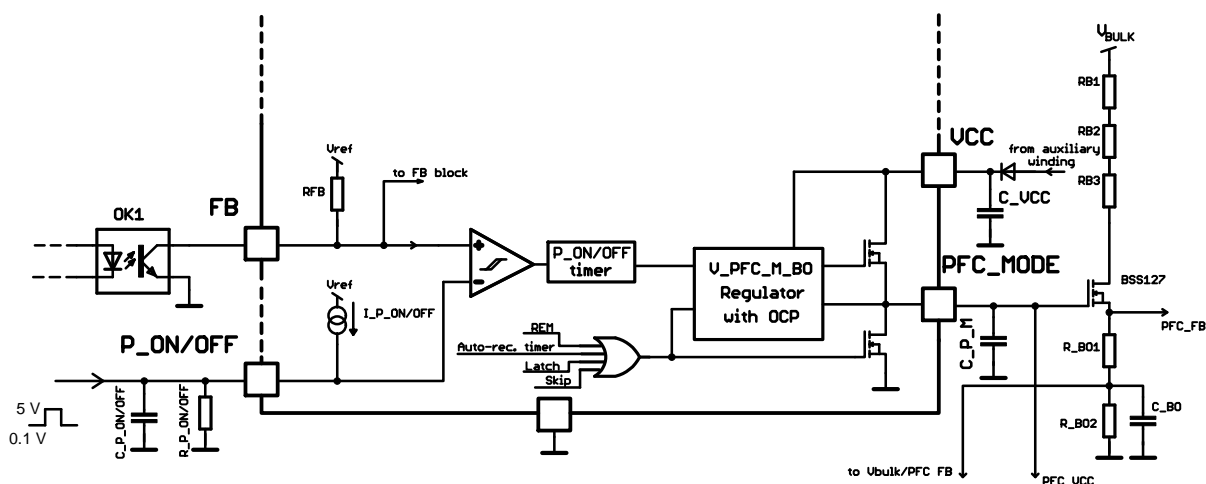 V_BULK
RB1
RB2
RB3
VCC
from auxiliary
winding
C_VCC
Vref
RFB
to FB block
OK1
FB
P_ON/OFF
timer
V_PFC_M_BO
Regulator
with OCP
PFC_MODE
BSS127
PFC_FB
Vref
I_P_ON/OFF
P_ON/OFF
REM
Auto-rec. timer
Latch
Skip
C_P_M
R_BO1
R_BO2
C_BO
5 V
0.1 V
C_P_ON/OFF
R_P_ON/OFF
to Vbulk/PFC FB
PFC_VCC